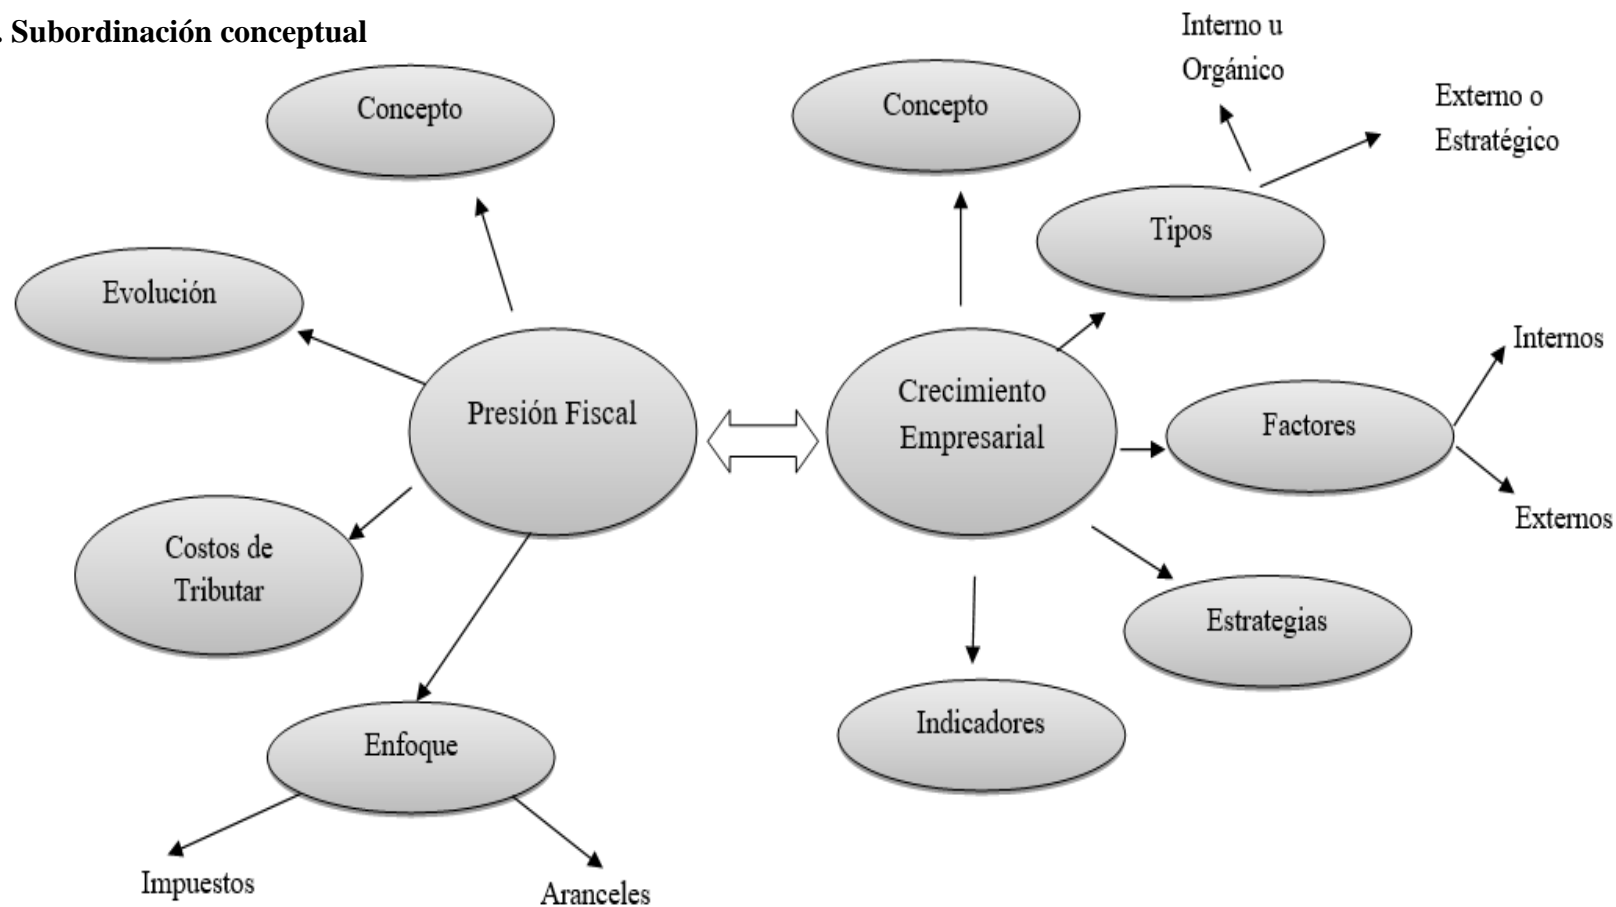 . Subordinación conceptual
Concepto
Evolución
Presión Fiscal
Costos de
Tributar
Enfoque
Impuestos
Aranceles
Concepto
Interno u
Orgánico
Externo o
Estratégico
Tipos
Crecimiento
Empresarial
Factores
Internos
Externos
Estrategias
Indicadores